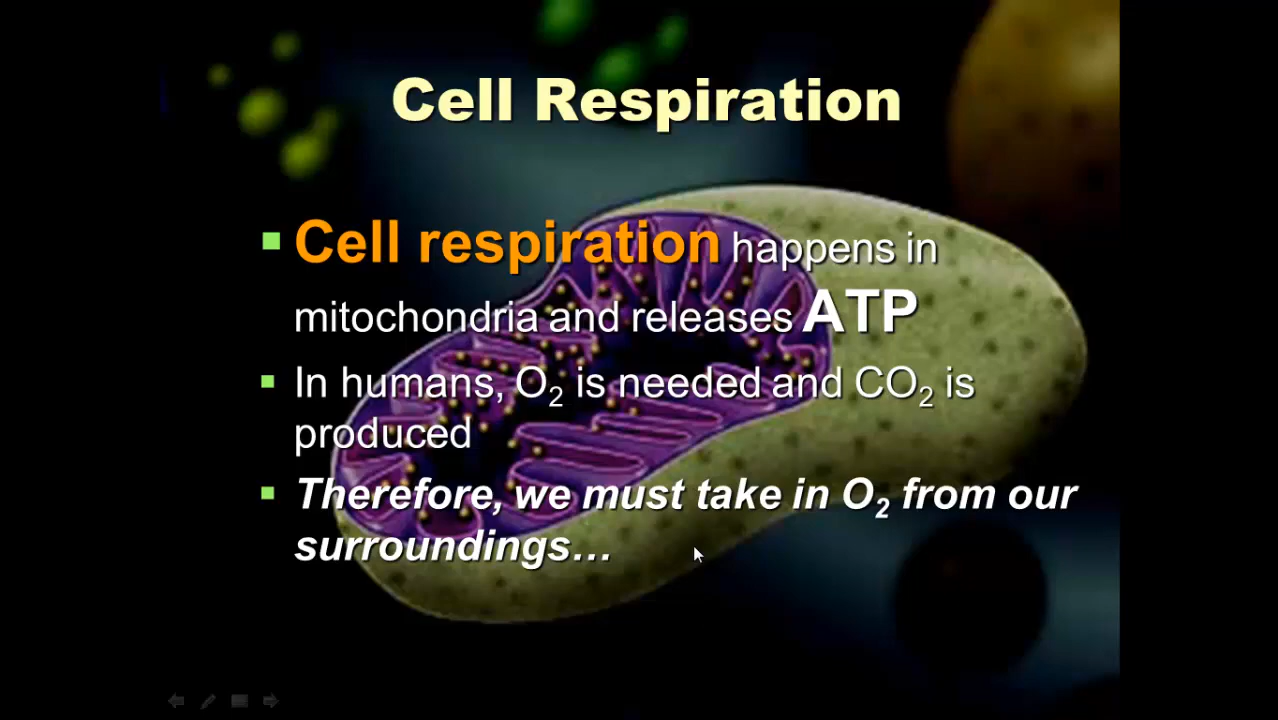 Cell Respiration
▪ Cell respiration happens in
mitochondria and releases ATP
▪ In humans, O₂ is needed and CO₂ is
produced
▪ Therefore, we must take in O₂ from our
surroundings…